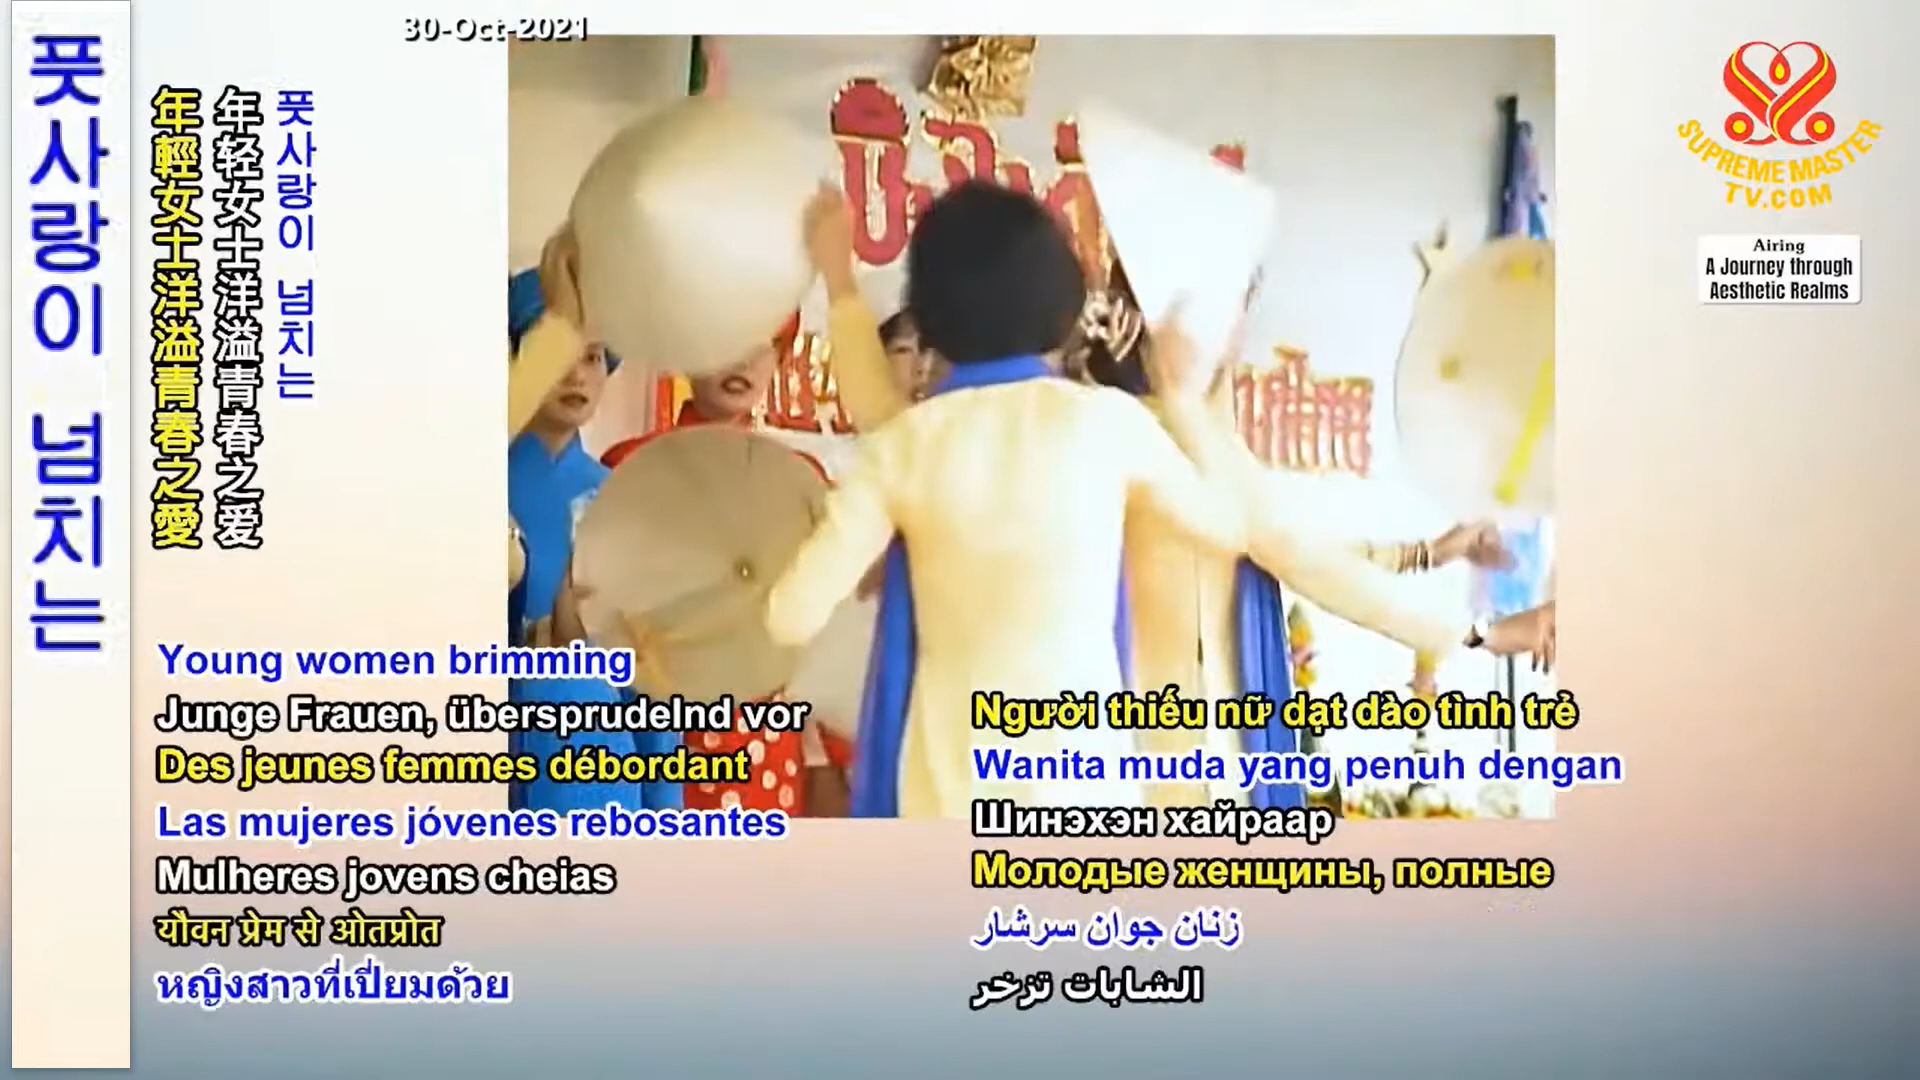 30-Oct-2021
풋사랑이 넘치는
年輕女士洋溢青春之愛
年轻女士洋溢青春之爱
풋사랑이 넘치는
SUPREME MASTER
TV.COM
Airing
A Journey through
Aesthetic Realms
Young women brimming
Junge Frauen, übersprudelnd vor
Des jeunes femmes débordant
Las mujeres jóvenes rebosantes
Mulheres jovens cheias
यौवन प्रेम से ओतप्रोत
หญิงสาวที่เปี่ยมด้วย
Người thiếu nữ dạt dào tình trẻ
Wanita muda yang penuh dengan
Шинэхэн хайраар
Молодые женщины, полные
زنان جوان سرشار
الشابات تزخر